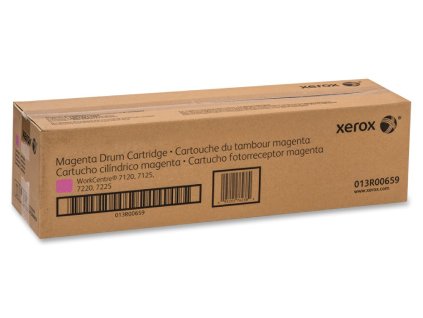 xerox
xerox
Magenta Drum Cartridge • Cartouche du tambour magenta
Cartucho cilíndrico magenta • Cartucho fotorreceptor magenta
WorkCentre® 7120, 7125,
7220, 7225
013R00659
013R00659
www.xerox.com